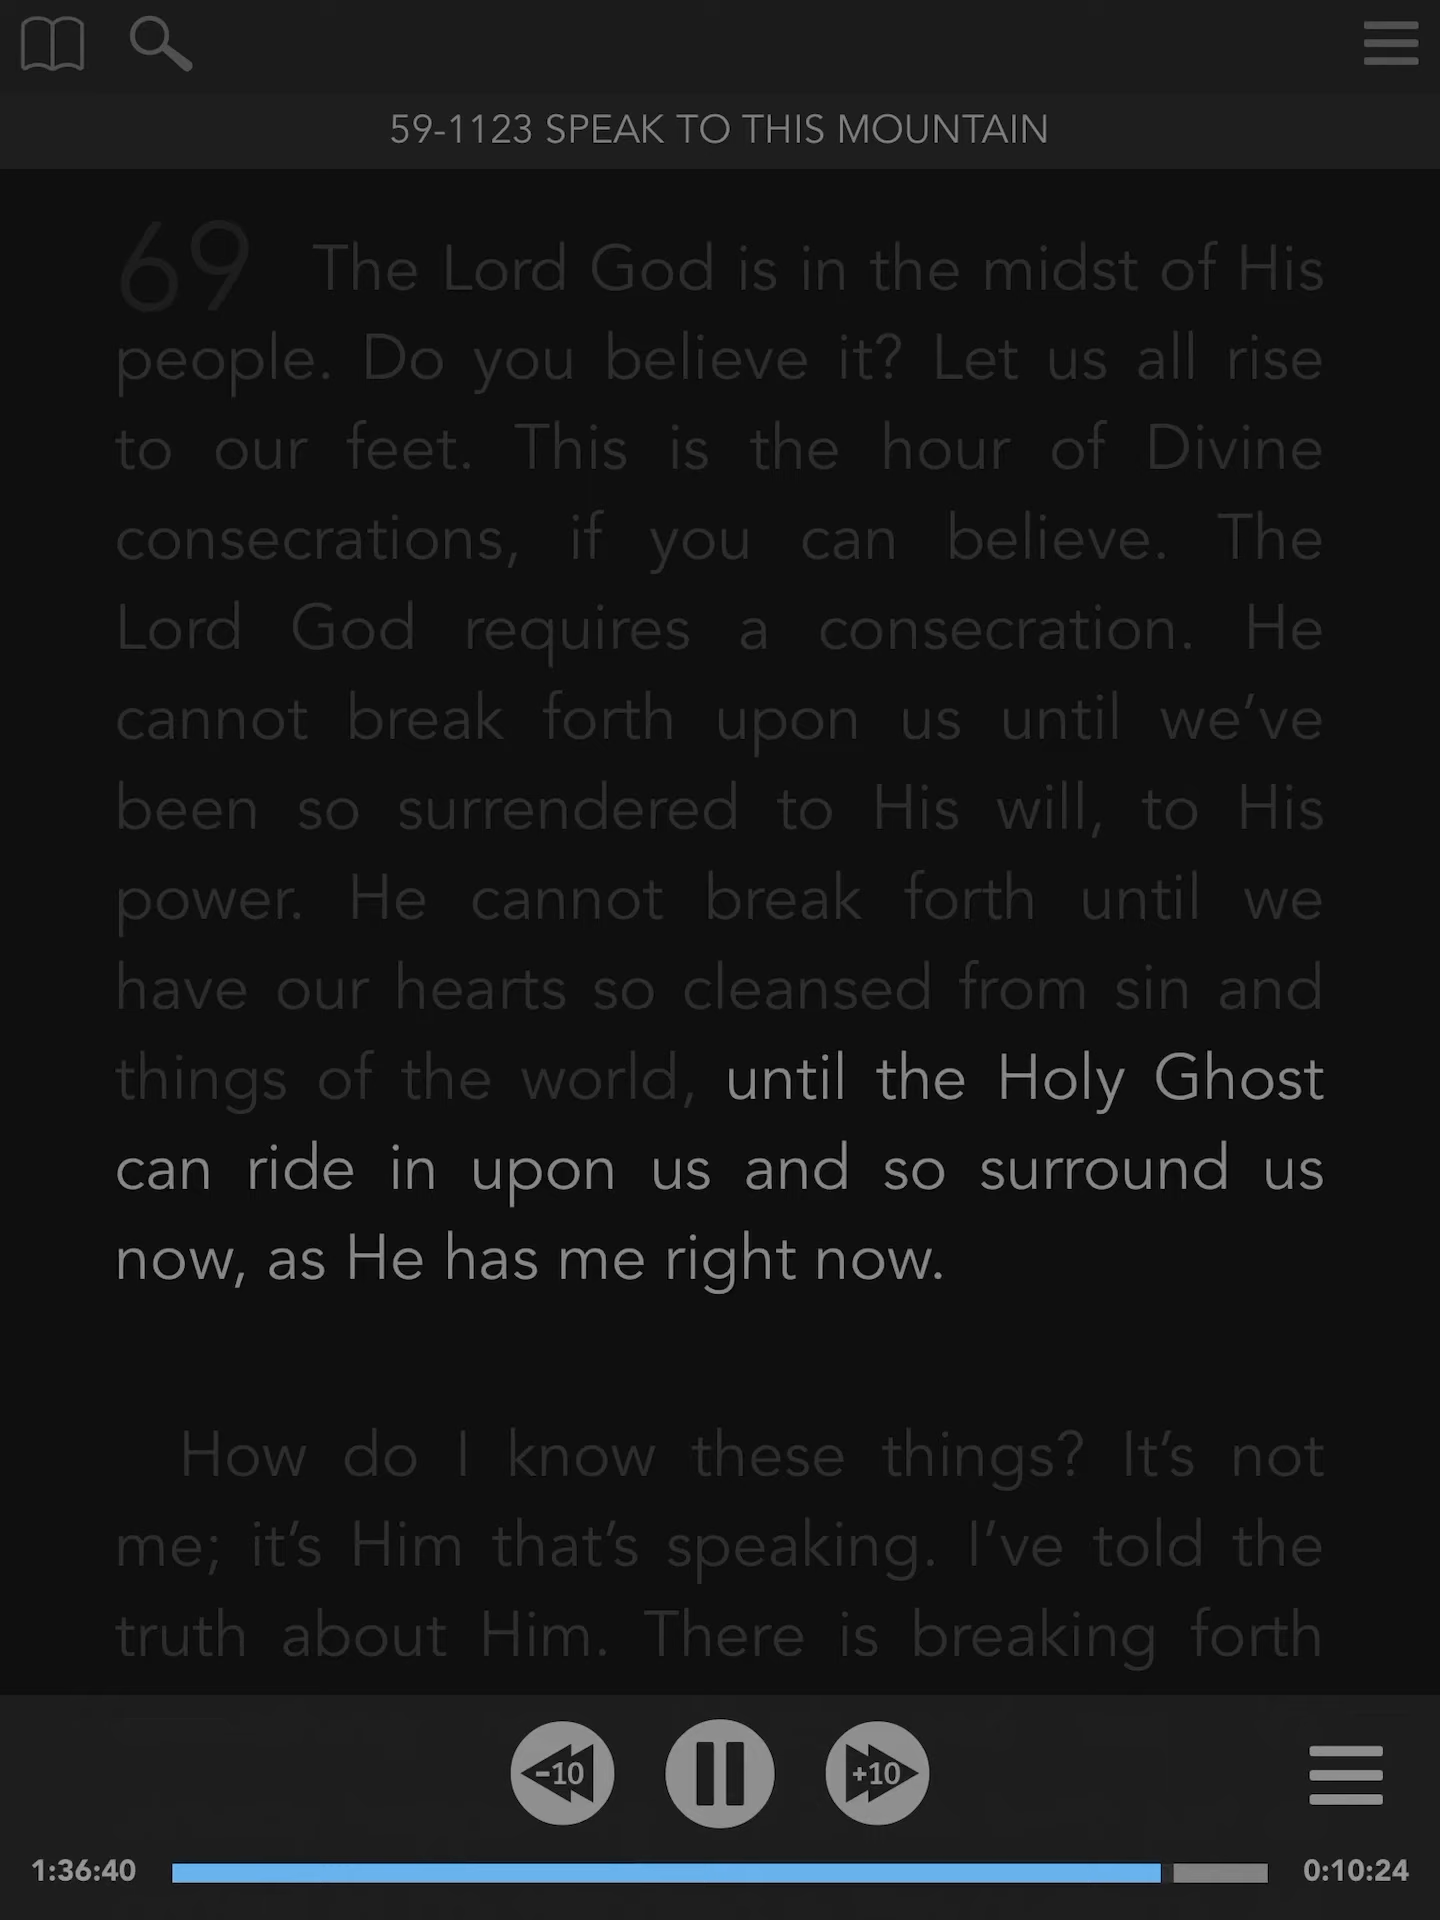 59-1123 SPEAK TO THIS MOUNTAIN
69 The Lord God is in the midst of His
people. Do you believe it? Let us all rise
to our feet. This is the hour of Divine
consecrations, if you can believe. The
Lord God requires a consecration. He
cannot break forth upon us until we’ve
been so surrendered to His will, to His
power. He cannot break forth until we
have our hearts so cleansed from sin and
things of the world, until the Holy Ghost
can ride in upon us and so surround us
now, as He has me right now.
How do I know these things? It’s not
me; it’s Him that’s speaking. I’ve told the
truth about Him. There is breaking forth
-10 +10
1:36:40 0:10:24